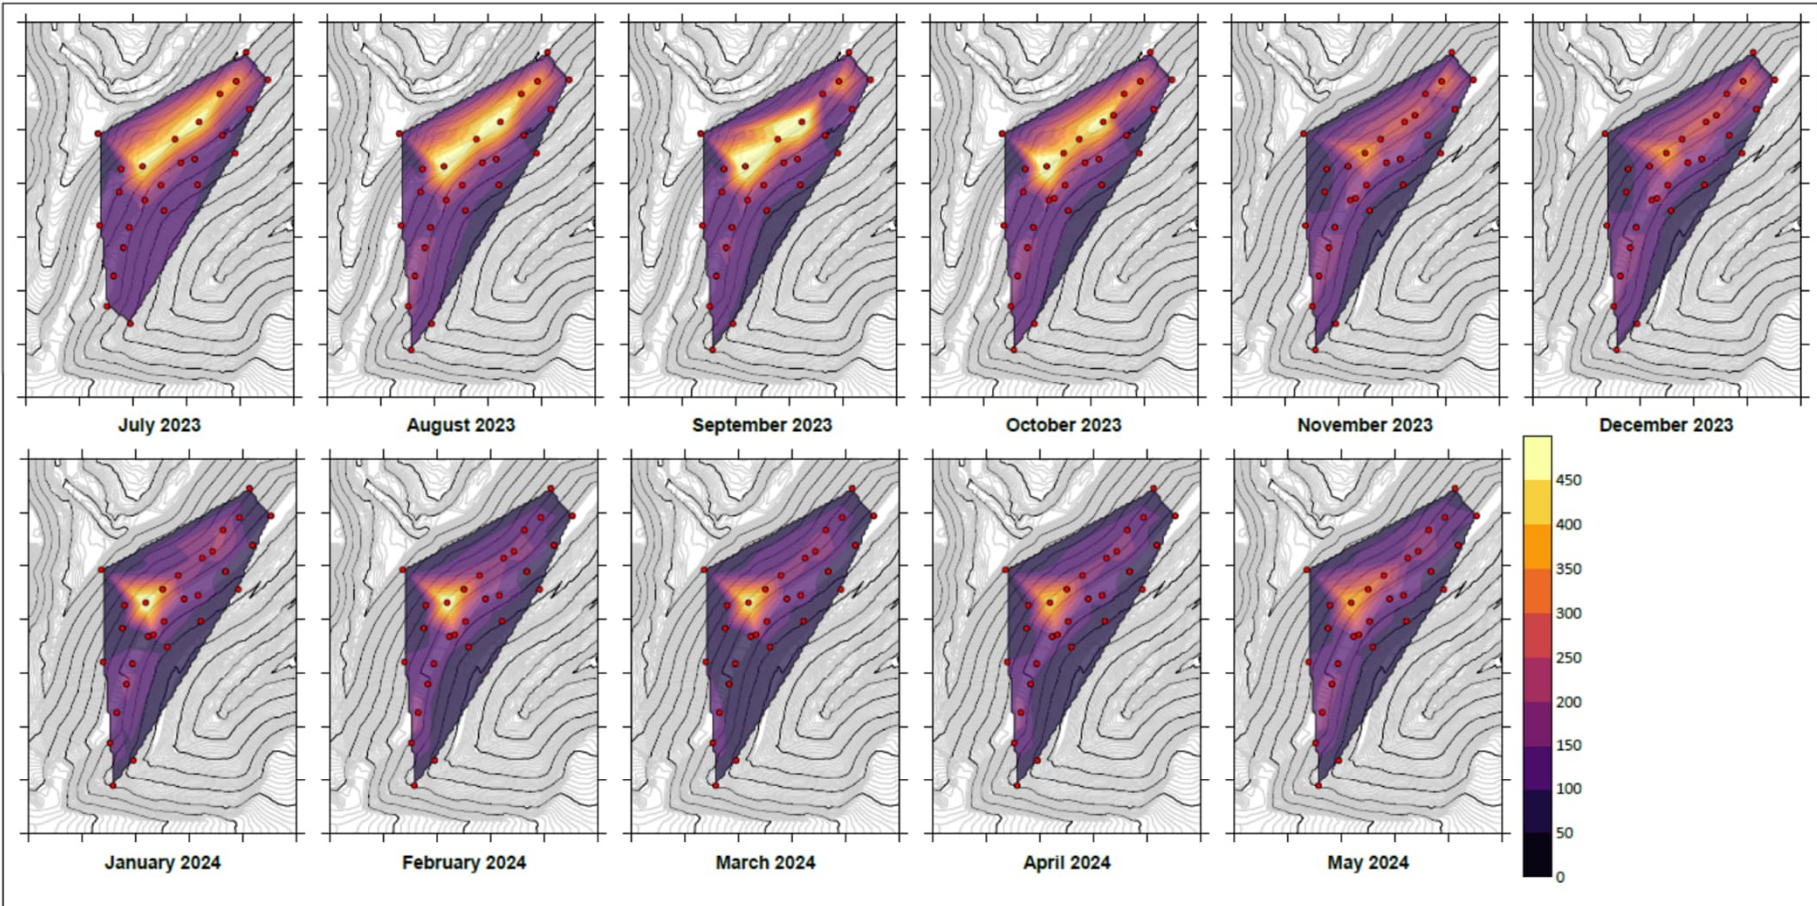 July 2023
August 2023
September 2023
October 2023
November 2023
December 2023
450
400
350
300
250
200
150
100
50
0
January 2024
February 2024
March 2024
April 2024
May 2024